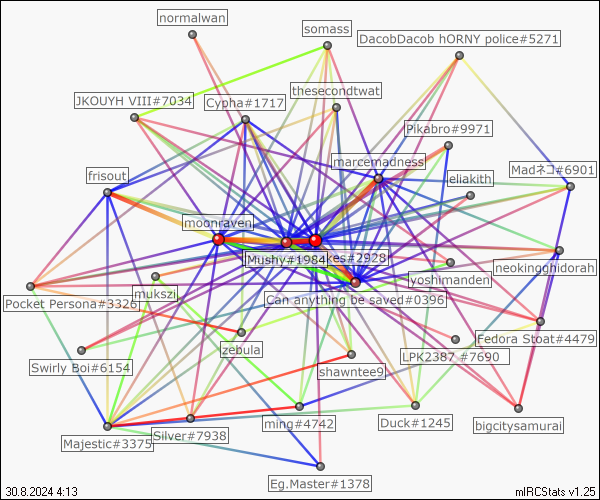 normalwan
somass
DacobDacob hORNY police#5271
thesecondtwat
JKOUYH VIII#7034
Cypha#1717
Pikabro#9971
marcemadness
Madネコ#6901
frisout
eliakith
moonraven
Mushy#1984
kes#2928
neokingghidorah
yoshimanden
mukszi
Can anything be saved#0396
Pocket Persona#3326
Fedora Stoat#4479
zebula
LPK2387 #7690
Swirly Boi#6154
shawntee9
ming#4742
Duck#1245
bigcitysamurai
Silver#7938
Majestic#3375
Eg.Master#1378
30.8.2024 4:13
mIRCStats v1.25